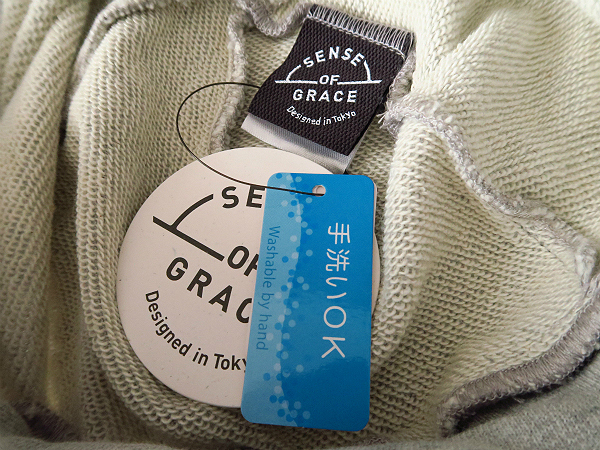 SENSE
OF
GRACE
Designed in Tokyo
SE
OF
GRAC
Designed in Toky
手洗いOK
Washable by hand